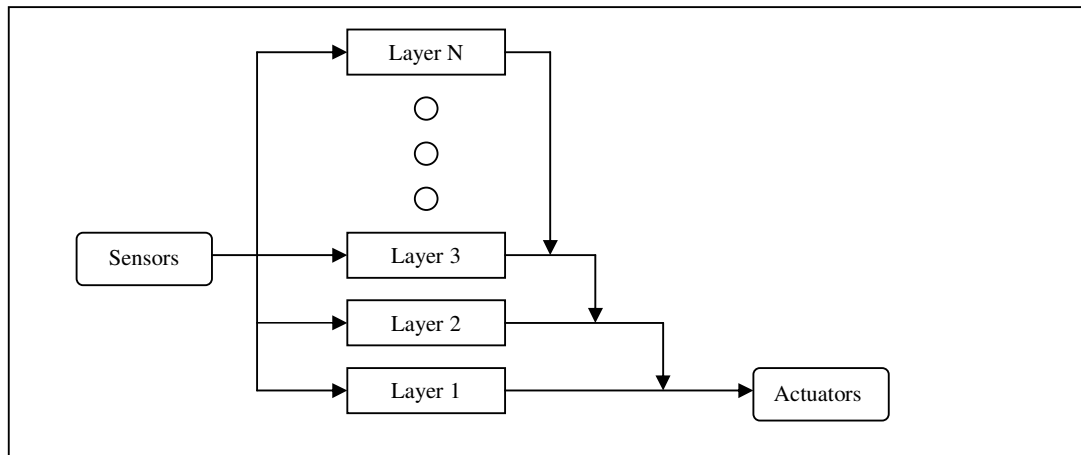 Layer N
Sensors
Layer 3
Layer 2
Layer 1
Actuators